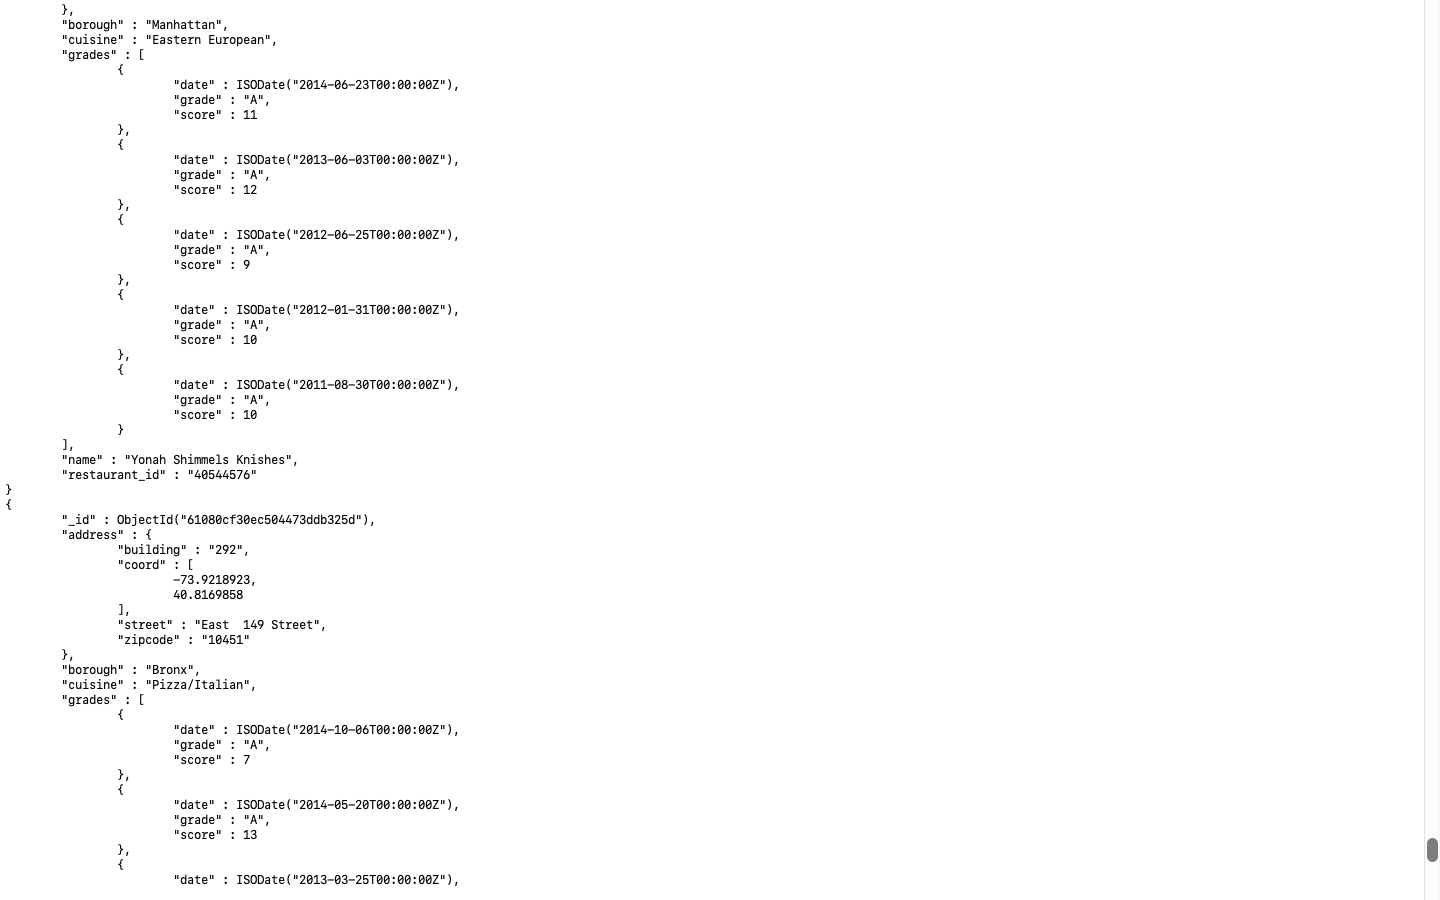 },
"borough" : "Manhattan",
"cuisine" : "Eastern European",
"grades" : [
{
"date" : ISODate("2014-06-23T00:00:00Z"),
"grade" : "A",
"score" : 11
},
{
"date" : ISODate("2013-06-03T00:00:00Z"),
"grade" : "A",
"score" : 12
},
{
"date" : ISODate("2012-06-25T00:00:00Z"),
"grade" : "A",
"score" : 9
},
{
"date" : ISODate("2012-01-31T00:00:00Z"),
"grade" : "A",
"score" : 10
},
{
"date" : ISODate("2011-08-30T00:00:00Z"),
"grade" : "A",
"score" : 10
}
],
"name" : "Yonah Shimmels Knishes",
"restaurant_id" : "40544576"
}
{
"_id" : ObjectId("61080cf30ec504473ddb325d"),
"address" : {
"building" : "292",
"coord" : [
-73.9218923,
40.8169858
],
"street" : "East  149 Street",
"zipcode" : "10451"
},
"borough" : "Bronx",
"cuisine" : "Pizza/Italian",
"grades" : [
{
"date" : ISODate("2014-10-06T00:00:00Z"),
"grade" : "A",
"score" : 7
},
{
"date" : ISODate("2014-05-20T00:00:00Z"),
"grade" : "A",
"score" : 13
},
{
"date" : ISODate("2013-03-25T00:00:00Z"),